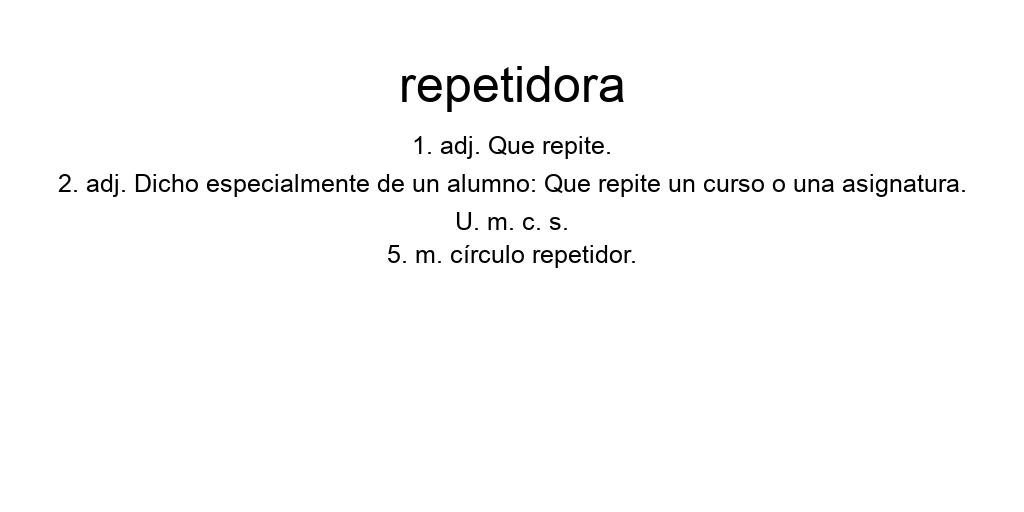 repetidora
1. adj. Que repite.
2. adj. Dicho especialmente de un alumno: Que repite un curso o una asignatura.
U. m. c. s.
5. m. círculo repetidor.